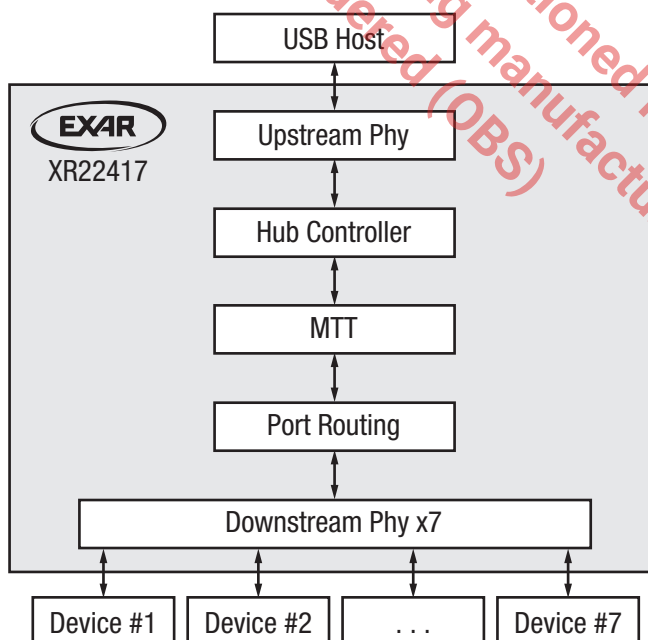 USB Host
EXAR
XR22417
Upstream Phy
Hub Controller
MTT
Port Routing
Downstream Phy x7
Device #1
Device #2
. . .
Device #7
(OBS)